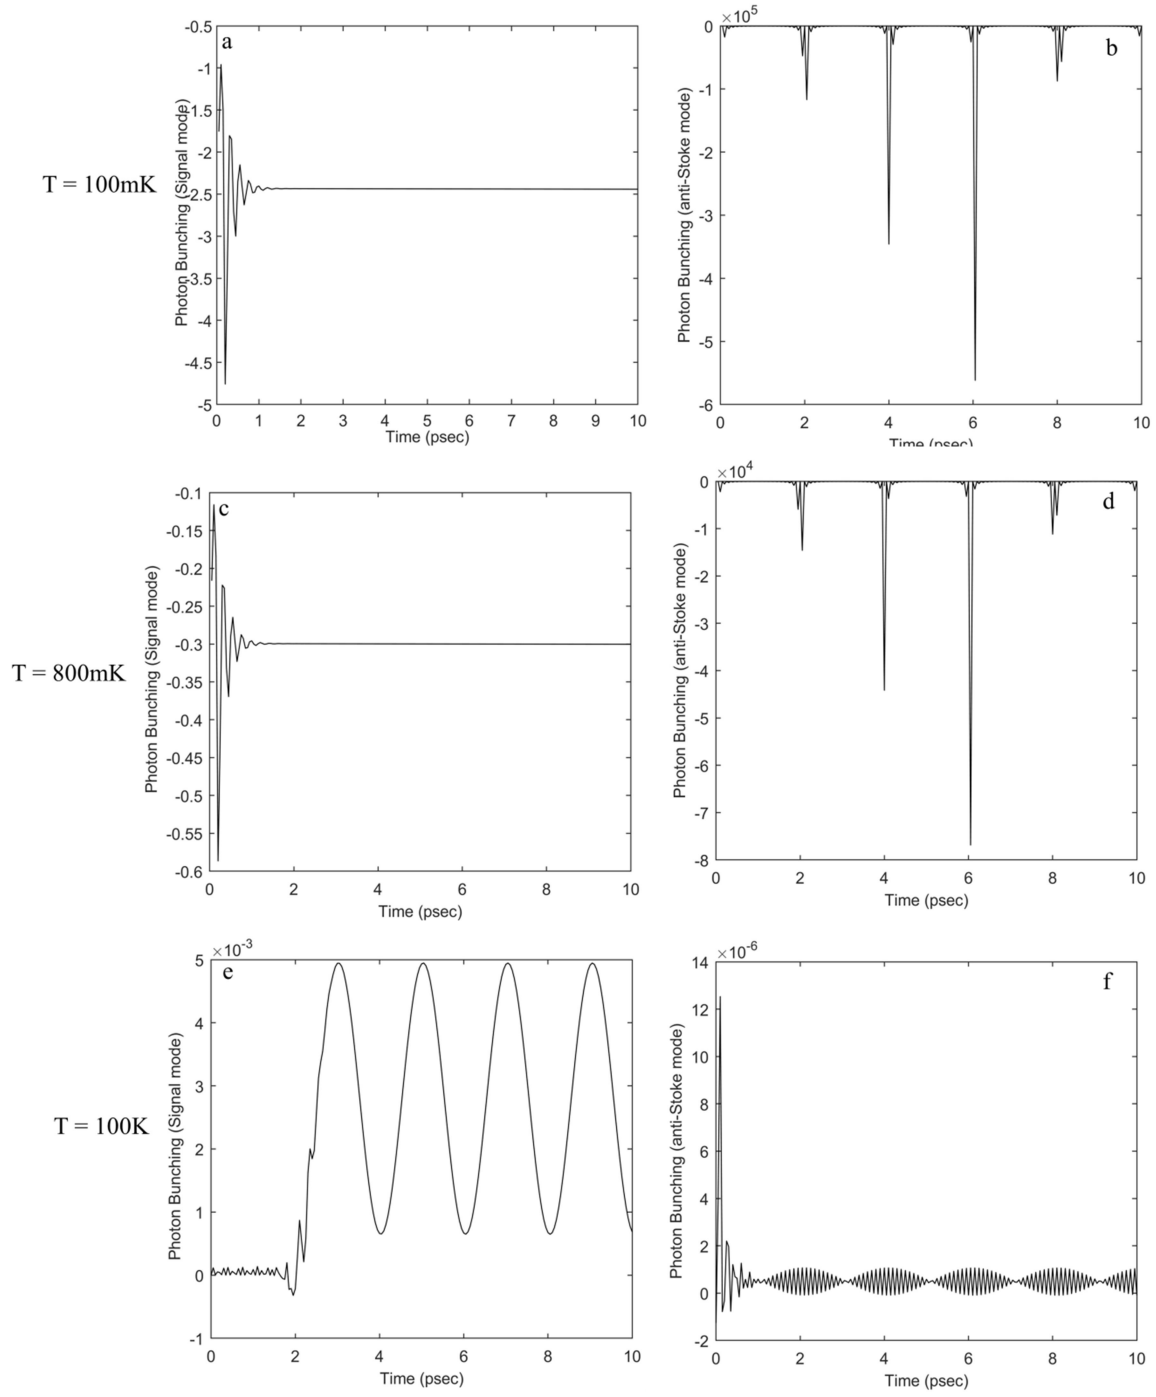 a
-0.5
-1
-1.5
-2
-2.5
-3
-3.5
-4
-4.5
-5
0 1 2 3 4 5 6 7 8 9 10
Time (psec)
Photon Bunching (Signal mode)
T = 100mK
×10^5
b
0
-1
-2
-3
-4
-5
-6
0 2 4 6 8 10
Time (psec)
Photon Bunching (anti-Stoke mode)
c
-0.1
-0.15
-0.2
-0.25
-0.3
-0.35
-0.4
-0.45
-0.5
-0.55
-0.6
0 2 4 6 8 10
Time (psec)
Photon Bunching (Signal mode)
T = 800mK
×10^4
d
0
-1
-2
-3
-4
-5
-6
-7
-8
0 2 4 6 8 10
Time (psec)
Photon Bunching (anti-Stoke mode)
×10^-3
e
5
4
3
2
1
0
-1
0 2 4 6 8 10
Time (psec)
Photon Bunching (Signal mode)
T = 100K
×10^-6
f
14
12
10
8
6
4
2
0
-2
0 2 4 6 8 10
Time (psec)
Photon Bunching (anti-Stoke mode)